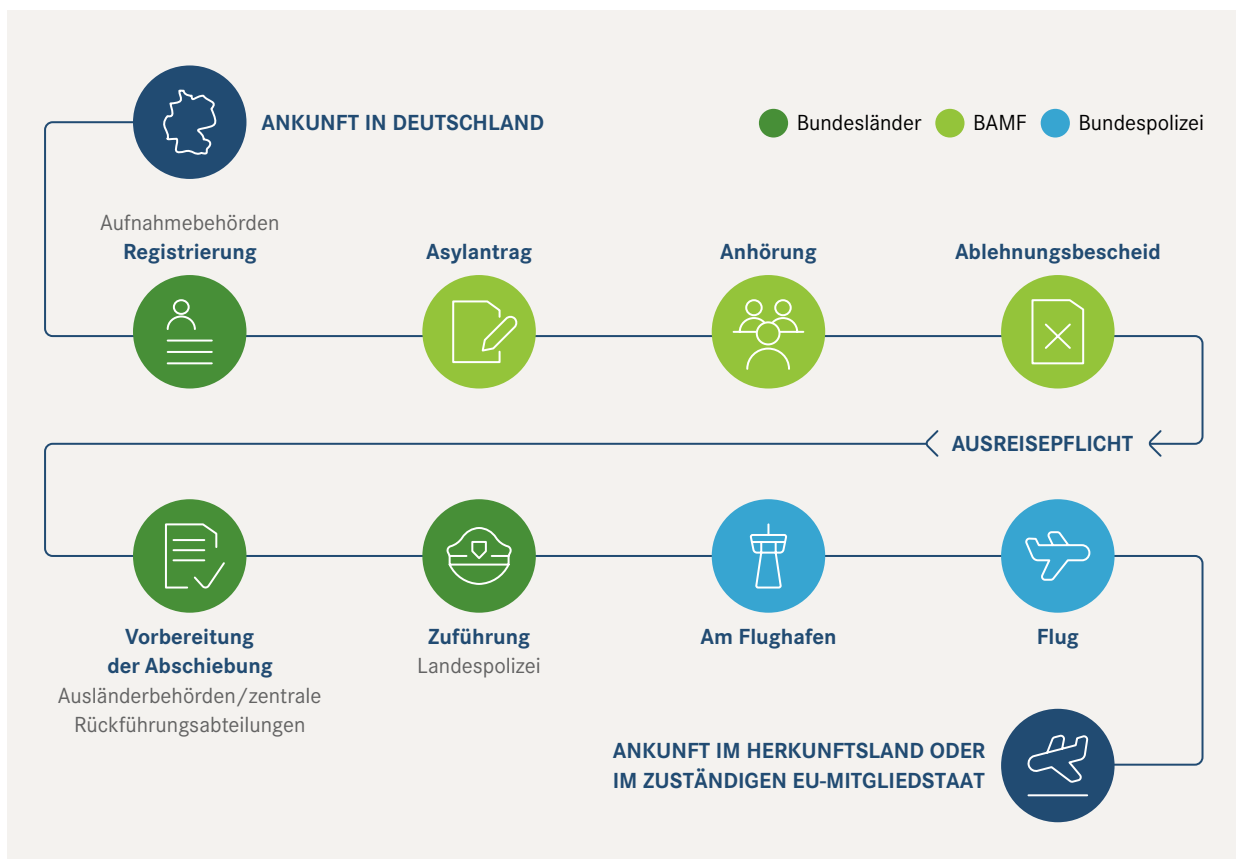 ANKUNFT IN DEUTSCHLAND
Bundesländer
BAMF
Bundespolizei
Aufnahmebehörden
Registrierung
Asylantrag
Anhörung
Ablehnungsbescheid
AUSREISEPFLICHT
Vorbereitung
der Abschiebung
Ausländerbehörden/zentrale
Rückführungsabteilungen
Zuführung
Landespolizei
Am Flughafen
Flug
ANKUNFT IM HERKUNFTSLAND ODER
IM ZUSTÄNDIGEN EU-MITGLIEDSTAAT